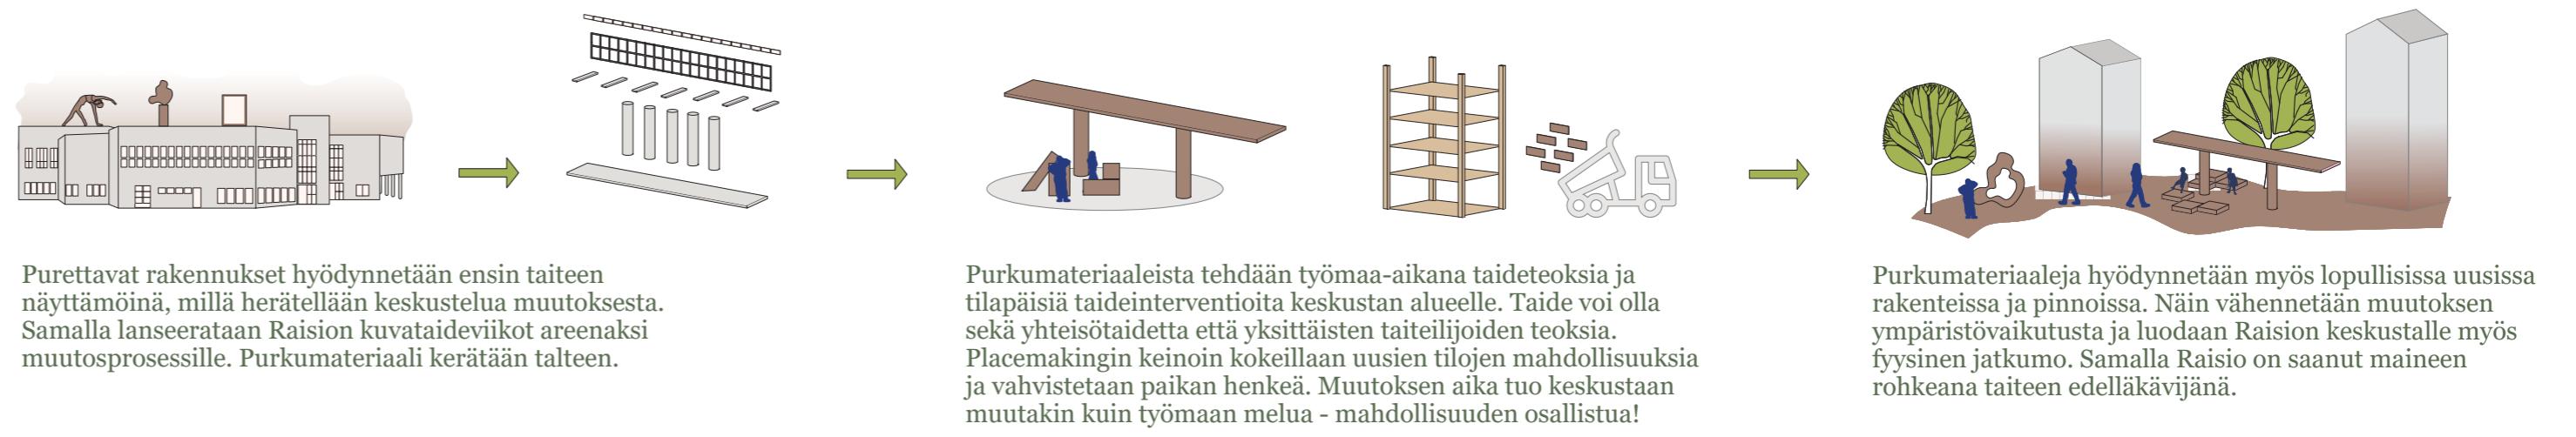 Purettavat rakennukset hyödynnetään ensin taiteen
näyttämöinä, millä herätellään keskustelua muutoksesta.
Samalla lanseerataan Raision kuvataideviikot areenaksi
muutosprosessille. Purkumateriaali kerätään talteen.
Purkumateriaaleista tehdään työmaa-aikana taideteoksia ja
tilapäisiä taideinterventioita keskustan alueelle. Taide voi olla
sekä yhteisötaidetta että yksittäisten taiteilijoiden teoksia.
Placemakingin keinoin kokeillaan uusien tilojen mahdollisuuksia
ja vahvistetaan paikan henkeä. Muutoksen aika tuo keskustaan
muutakin kuin työmaan melua - mahdollisuuden osallistua!
Purkumateriaaleja hyödynnetään myös lopullisissa uusissa
rakenteissa ja pinnoissa. Näin vähennetään muutoksen
ympäristövaikutusta ja luodaan Raision keskustalle myös
fyysinen jatkumo. Samalla Raisio on saanut maineen
rohkeana taiteen edelläkävijänä.